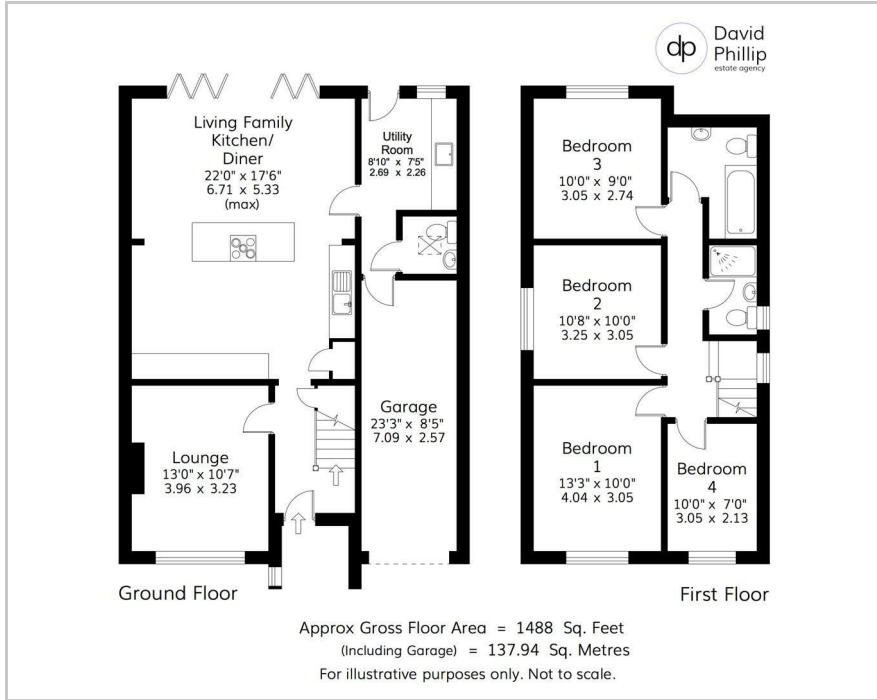 dp
David
Phillip
estate agency
Living Family
Kitchen/
Diner
22'0" x 17'6"
6.71 x 5.33
(max)
Utility
Room
8'10" x 7'5"
2.69 x 2.26
Lounge
13'0" x 10'7"
3.96 x 3.23
Garage
23'3" x 8'5"
7.09 x 2.57
Ground Floor
Bedroom
3
10'0" x 9'0"
3.05 x 2.74
Bedroom
2
10'8" x 10'0"
3.25 x 3.05
Bedroom
1
13'3" x 10'0"
4.04 x 3.05
Bedroom
4
10'0" x 7'0"
3.05 x 2.13
First Floor
Approx Gross Floor Area = 1488 Sq. Feet
(Including Garage) = 137.94 Sq. Metres
For illustrative purposes only. Not to scale.